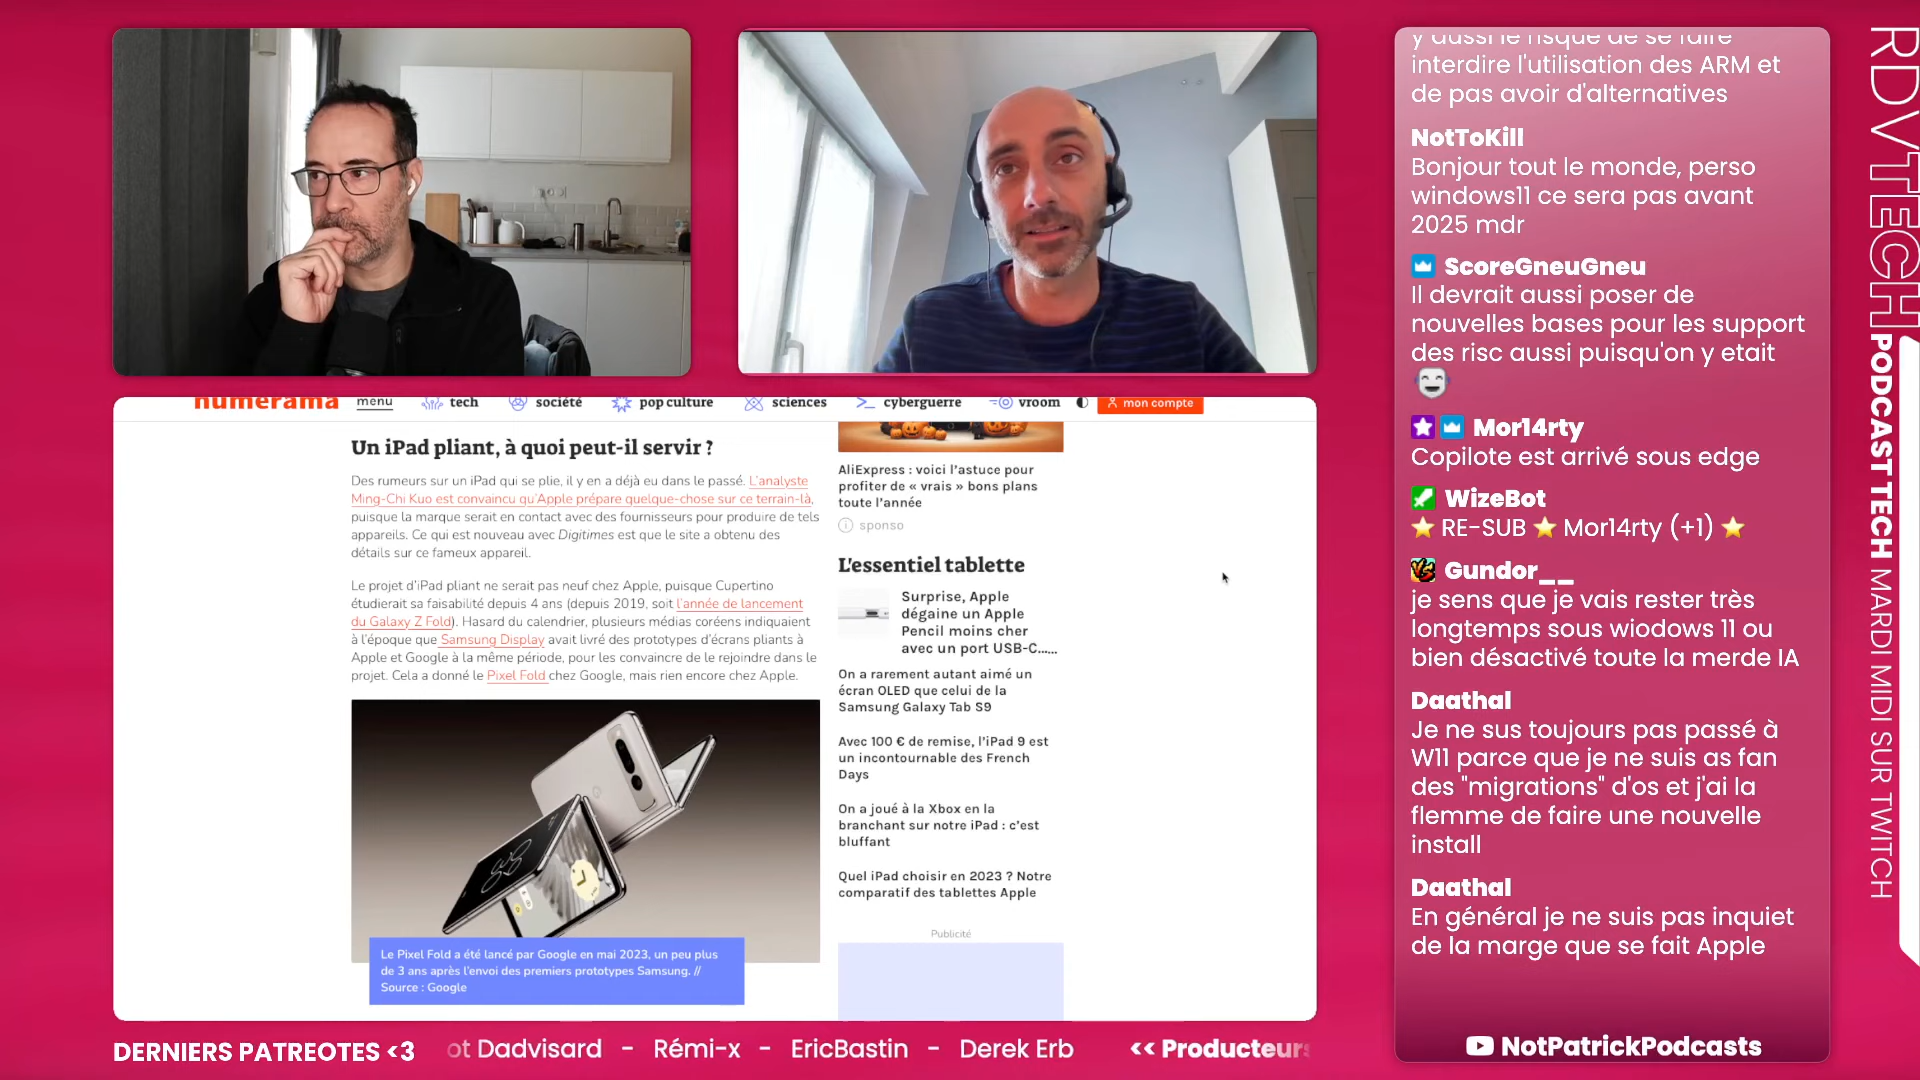 numerama
menu
tech
société
pop culture
sciences
cyberguerre
vroom
mon compte
Un iPad pliant, à quoi peut-il servir ?
Des rumeurs sur un iPad qui se plie, il y en a déjà eu dans le passé. L'analyste
Ming-Chi Kuo est convaincu qu'Apple prépare quelque-chose sur ce terrain-là,
puisque la marque serait en contact avec des fournisseurs pour produire de tels
appareils. Ce qui est nouveau avec Digitimes est que le site a obtenu des
détails sur ce fameux appareil.
Le projet d'iPad pliant ne serait pas neuf chez Apple, puisque Cupertino
étudierait sa faisabilité depuis 4 ans (depuis 2019, soit l'année de lancement
du Galaxy Z Fold). Hasard du calendrier, plusieurs médias coréens indiquaient
à l'époque que Samsung Display avait livré des prototypes d'écrans pliants à
Apple et Google à la même période, pour les convaincre de le rejoindre dans le
projet. Cela a donné le Pixel Fold chez Google, mais rien encore chez Apple.
Le Pixel Fold a été lancé par Google en mai 2023, un peu plus
de 3 ans après l'envoi des premiers prototypes Samsung. //
Source : Google
AliExpress : voici l'astuce pour
profiter de « vrais » bons plans
toute l'année
sponso
L'essentiel tablette
Surprise, Apple
dégaine un Apple
Pencil moins cher
avec un port USB-C……
On a rarement autant aimé un
écran OLED que celui de la
Samsung Galaxy Tab S9
Avec 100 € de remise, l'iPad 9 est
un incontournable des French
Days
On a joué à la Xbox en la
branchant sur notre iPad : c'est
bluffant
Quel iPad choisir en 2023 ? Notre
comparatif des tablettes Apple
Publicité
y aussi le risque de se faire
interdire l'utilisation des ARM et
de pas avoir d'alternatives
NotToKill
Bonjour tout le monde, perso
windows11 ce sera pas avant
2025 mdr
ScoreGneuGneu
Il devrait aussi poser de
nouvelles bases pour les support
des risc aussi puisqu'on y etait
Mor14rty
Copilote est arrivé sous edge
WizeBot
⭐ RE-SUB ⭐ Mor14rty (+1) ⭐
Gundor__
je sens que je vais rester très
longtemps sous wiodows 11 ou
bien désactivé toute la merde IA
Daathal
Je ne sus toujours pas passé à
W11 parce que je ne suis as fan
des "migrations" d'os et j'ai la
flemme de faire une nouvelle
install
Daathal
En général je ne suis pas inquiet
de la marge que se fait Apple
NotPatrickPodcasts
RDVTECH PODCAST TECH MARDI MIDI SUR TWITCH
DERNIERS PATREOTES <3
ot Dadvisard - Rémi-x - EricBastin - Derek Erb << Producteurs